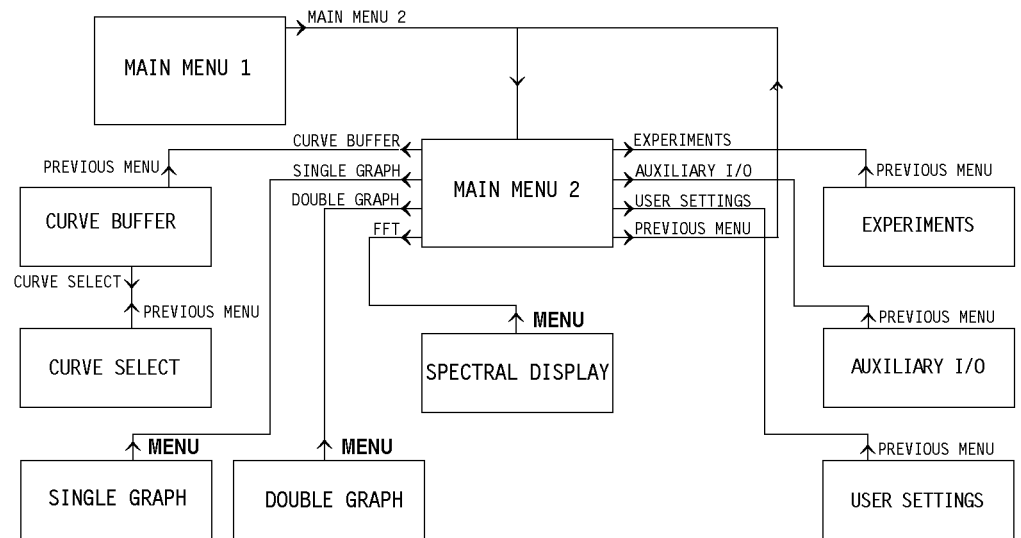 MAIN MENU 2
MAIN MENU 1
CURVE BUFFER
EXPERIMENTS
PREVIOUS MENU
SINGLE GRAPH
AUXILIARY I/O
PREVIOUS MENU
MAIN MENU 2
DOUBLE GRAPH
USER SETTINGS
CURVE BUFFER
FFT
PREVIOUS MENU
EXPERIMENTS
CURVE SELECT
PREVIOUS MENU
MENU
PREVIOUS MENU
CURVE SELECT
SPECTRAL DISPLAY
AUXILIARY I/O
MENU
MENU
PREVIOUS MENU
SINGLE GRAPH
DOUBLE GRAPH
USER SETTINGS